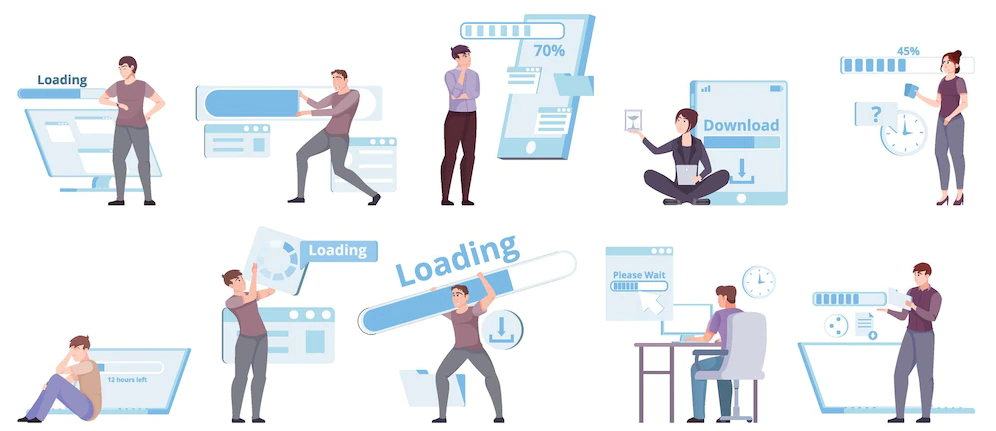 Loading
70%
Download
45%
?
Loading
Loading
Please Wait
12 hours left